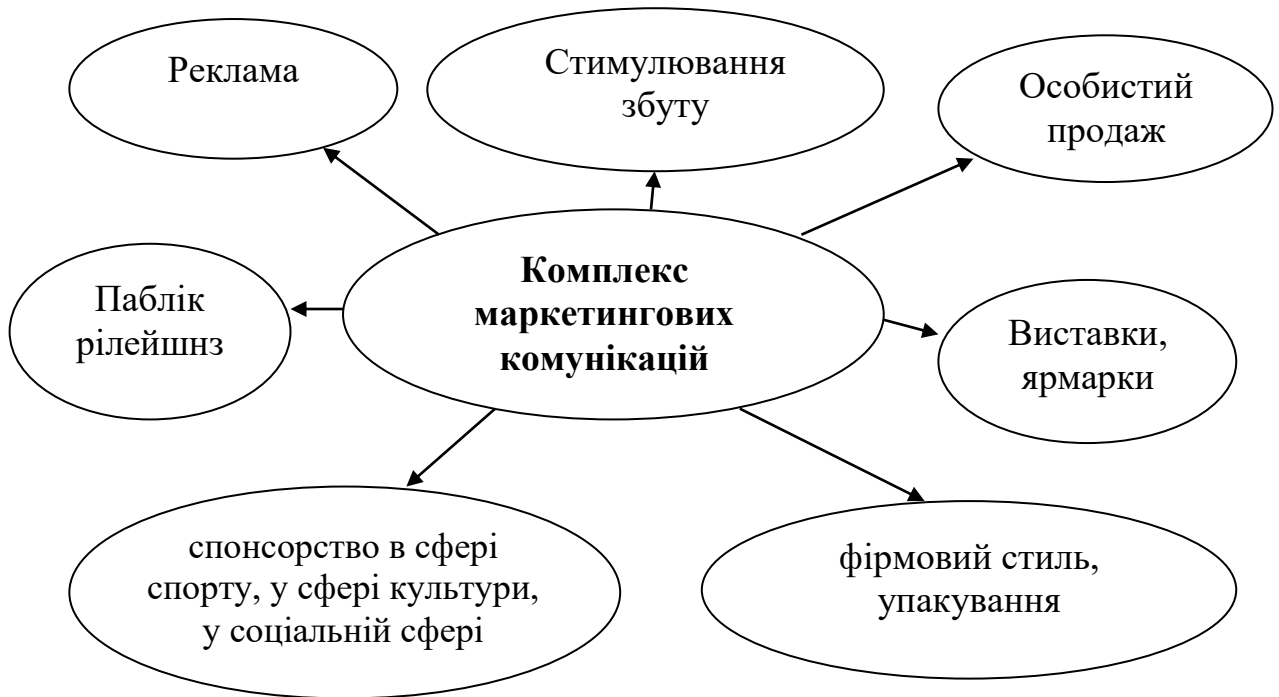 Реклама
Стимулювання
збуту
Особистий
продаж
Паблік
рілейшнз
Комплекс
маркетингових
комунікацій
Виставки,
ярмарки
спонсорство в сфері
спорту, у сфері культури,
у соціальній сфері
фірмовий стиль,
упакування